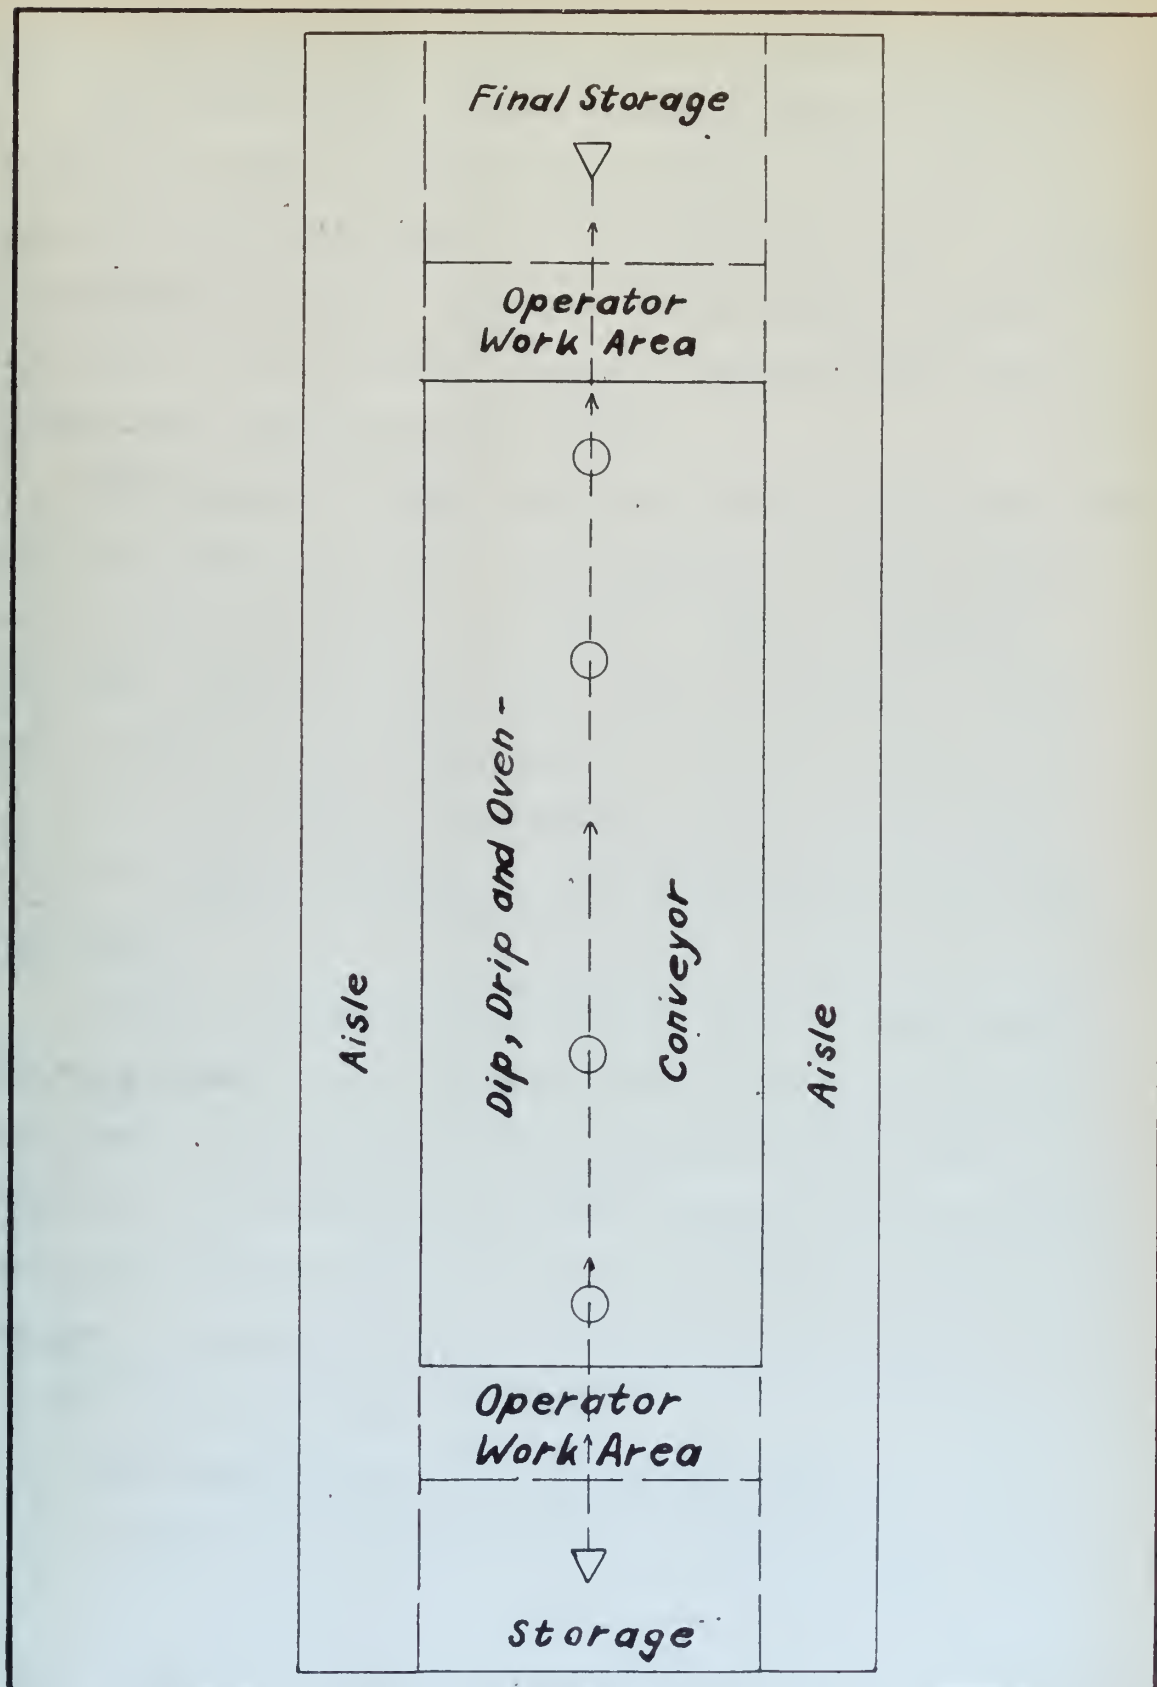 Final Storage
Operator
Work Area
Dip, Drip and Oven -
Conveyor
Aisle
Aisle
Operator
Work Area
Storage